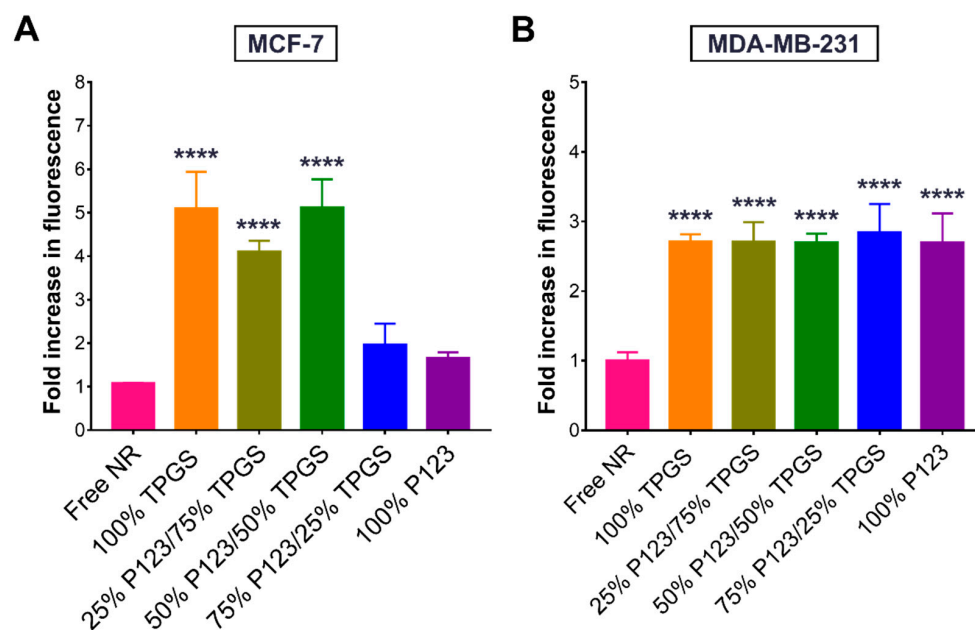 A
MCF-7
Fold increase in fluorescence
8
7
6
5
4
3
2
1
0
****
****
****
Free NR
100% TPGS
25% P123/75% TPGS
50% P123/50% TPGS
75% P123/25% TPGS
100% P123
B
MDA-MB-231
Fold increase in fluorescence
5
4
3
2
1
0
****
****
****
****
****
Free NR
100% TPGS
25% P123/75% TPGS
50% P123/50% TPGS
75% P123/25% TPGS
100% P123